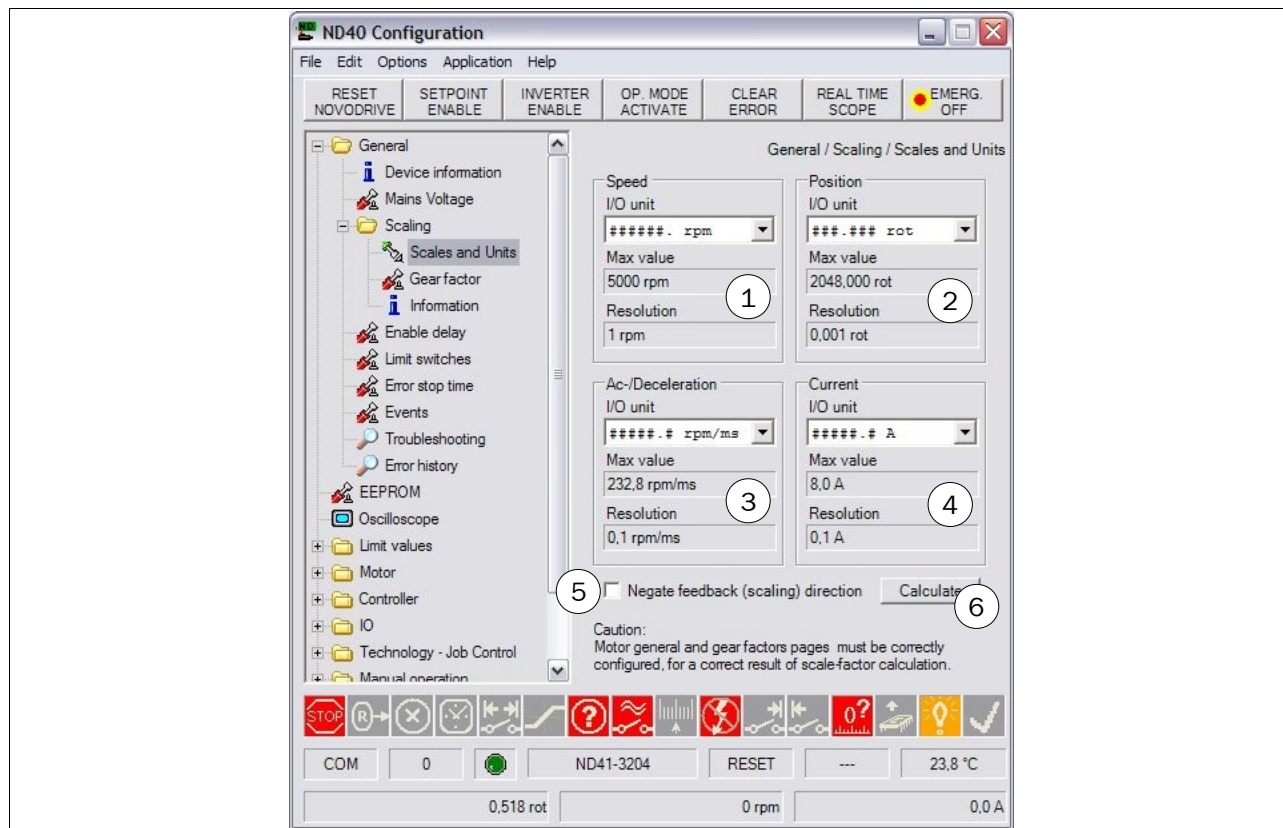 ND40 Configuration
File Edit Options Application Help
RESET NOVODRIVE
SETPOINT ENABLE
INVERTER ENABLE
OP. MODE ACTIVATE
CLEAR ERROR
REAL TIME SCOPE
EMERG. OFF
General
Device information
Mains Voltage
Scaling
Scales and Units
Gear factor
Information
Enable delay
Limit switches
Error stop time
Events
Troubleshooting
Error history
EEPROM
Oscilloscope
Limit values
Motor
Controller
IO
Technology - Job Control
Manual operation
General / Scaling / Scales and Units
Speed
I/O unit
######. rpm
Max value
5000 rpm
1
Resolution
1 rpm
Position
I/O unit
###.### rot
Max value
2048,000 rot
2
Resolution
0,001 rot
Ac-/Deceleration
I/O unit
#####.# rpm/ms
Max value
232,8 rpm/ms
3
Resolution
0,1 rpm/ms
Current
I/O unit
#####.# A
Max value
8,0 A
4
Resolution
0,1 A
5
Negate feedback (scaling) direction
Calculate
6
Caution:
Motor general and gear factors pages must be correctly
configured, for a correct result of scale-factor calculation.
STOP R ? 0?
COM 0 ND41-3204 RESET --- 23,8 °C
0,518 rot 0 rpm 0,0 A